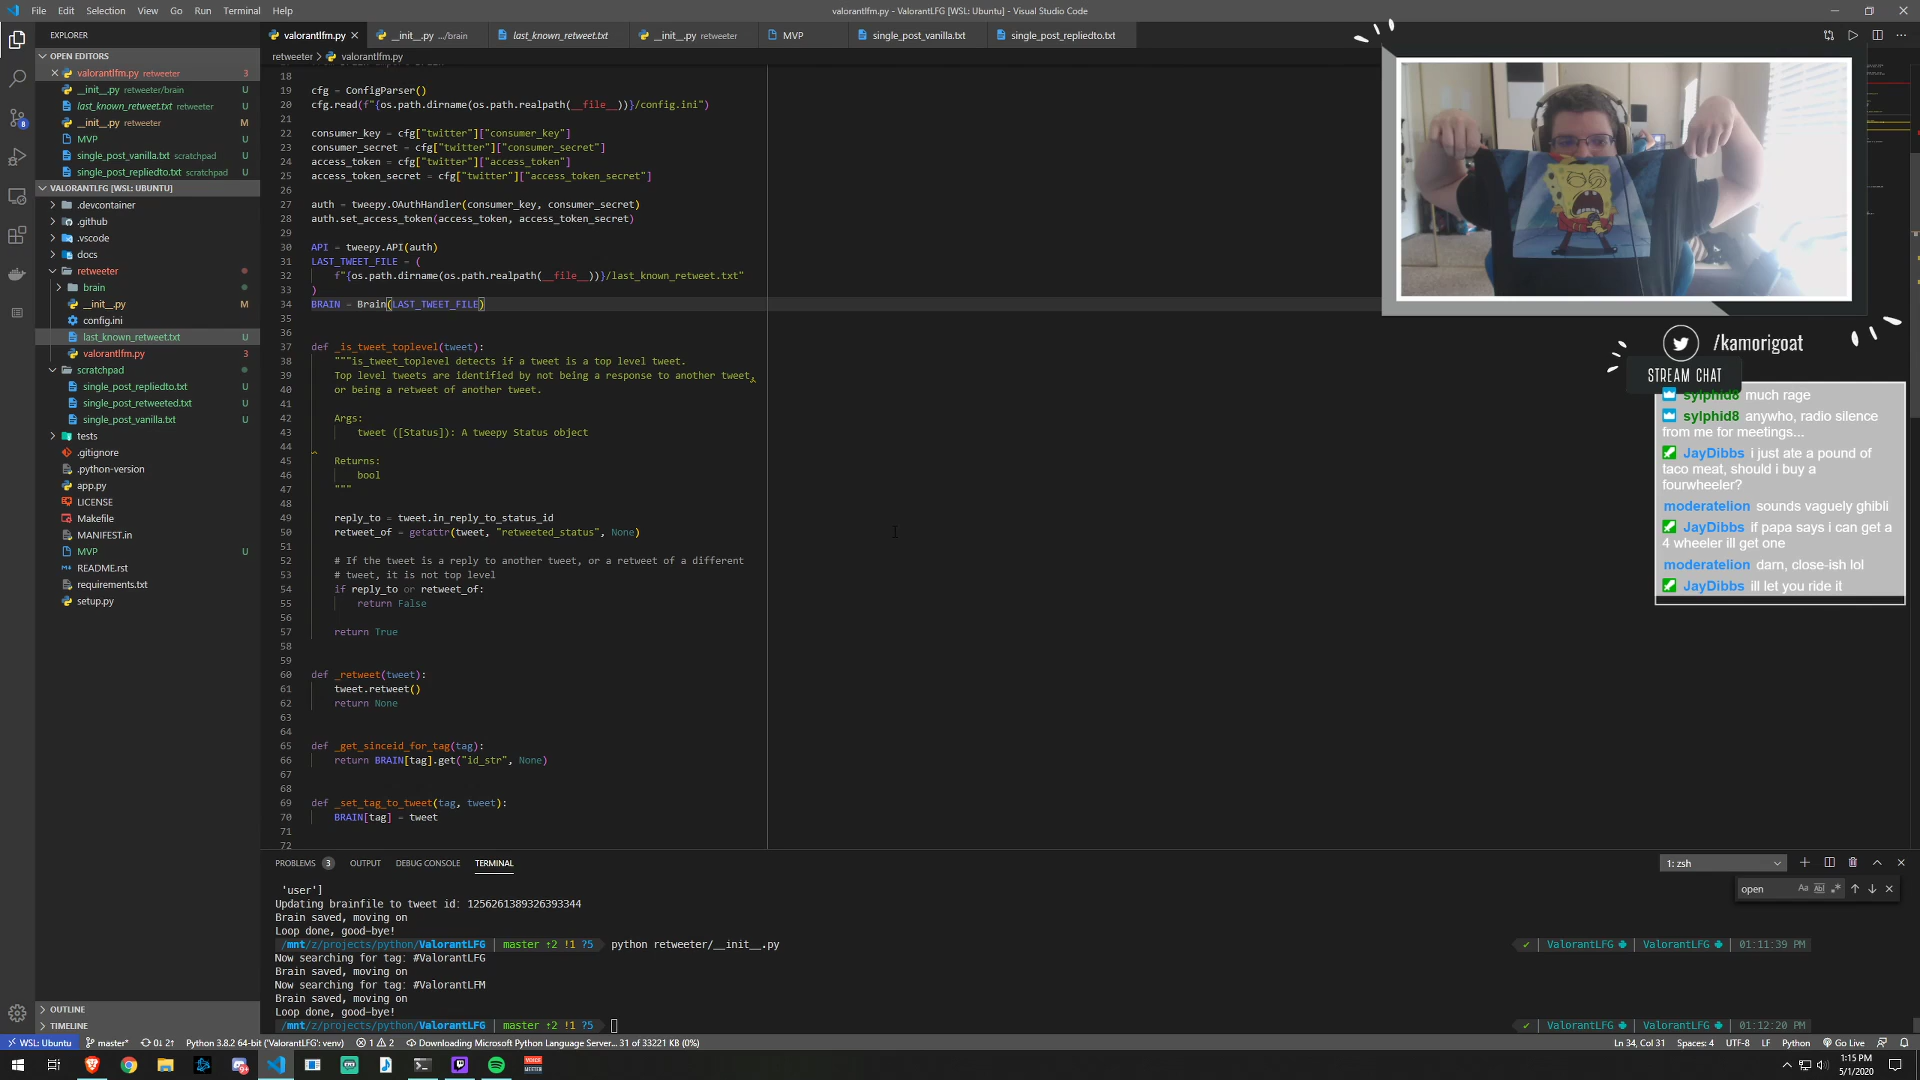 File Edit Selection View Go Run Terminal Help
valorantlfm.py - ValorantLFG [WSL: Ubuntu] - Visual Studio Code
EXPLORER
OPEN EDITORS
valorantlfm.py retweeter 3
__init__.py retweeter/brain U
last_known_retweet.txt retweeter U
__init__.py retweeter M
MVP U
single_post_vanilla.txt scratchpad U
single_post_repliedto.txt scratchpad U
VALORANTLFG [WSL: UBUNTU]
.devcontainer
.github
.vscode
docs
retweeter
brain
__init__.py M
config.ini
last_known_retweet.txt U
valorantlfm.py 3
scratchpad
single_post_repliedto.txt U
single_post_retweeted.txt U
single_post_vanilla.txt U
tests
.gitignore
.python-version
app.py
LICENSE
Makefile
MANIFEST.in
MVP U
README.rst
requirements.txt
setup.py
OUTLINE
TIMELINE
valorantlfm.py __init__.py .../brain last_known_retweet.txt __init__.py retweeter MVP single_post_vanilla.txt single_post_repliedto.txt
retweeter > valorantlfm.py
18
19 cfg = ConfigParser()
20 cfg.read(f"{os.path.dirname(os.path.realpath(__file__))}/config.ini")
21
22 consumer_key = cfg["twitter"]["consumer_key"]
23 consumer_secret = cfg["twitter"]["consumer_secret"]
24 access_token = cfg["twitter"]["access_token"]
25 access_token_secret = cfg["twitter"]["access_token_secret"]
26
27 auth = tweepy.OAuthHandler(consumer_key, consumer_secret)
28 auth.set_access_token(access_token, access_token_secret)
29
30 API = tweepy.API(auth)
31 LAST_TWEET_FILE = (
32 f"{os.path.dirname(os.path.realpath(__file__))}/last_known_retweet.txt"
33 )
34 BRAIN = Brain(LAST_TWEET_FILE)
35
36
37 def _is_tweet_toplevel(tweet):
38 """is_tweet_toplevel detects if a tweet is a top level tweet.
39 Top level tweets are identified by not being a response to another tweet,
40 or being a retweet of another tweet.
41
42 Args:
43 tweet ([Status]): A tweepy Status object
44
45 Returns:
46 bool
47 """
48
49 reply_to = tweet.in_reply_to_status_id
50 retweet_of = getattr(tweet, "retweeted_status", None)
51
52 # If the tweet is a reply to another tweet, or a retweet of a different
53 # tweet, it is not top level
54 if reply_to or retweet_of:
55 return False
56
57 return True
58
59
60 def _retweet(tweet):
61 tweet.retweet()
62 return None
63
64
65 def _get_sinceid_for_tag(tag):
66 return BRAIN[tag].get("id_str", None)
67
68
69 def _set_tag_to_tweet(tag, tweet):
70 BRAIN[tag] = tweet
71
72
/kamorigoat
STREAM CHAT
sylphid8 much rage
sylphid8 anywho, radio silence
from me for meetings...
JayDibbs i just ate a pound of
taco meat, should i buy a
fourwheeler?
moderatelion sounds vaguely ghibli
JayDibbs if papa says i can get a
4 wheeler ill get one
moderatelion darn, close-ish lol
JayDibbs ill let you ride it
PROBLEMS 3 OUTPUT DEBUG CONSOLE TERMINAL
1: zsh
open
'user']
Updating brainfile to tweet id: 1256261389326393344
Brain saved, moving on
Loop done, good-bye!
/mnt/z/projects/python/ValorantLFG | master ↑2 !1 ?5 python retweeter/__init__.py ✓ | ValorantLFG | ValorantLFG | 01:11:39 PM
Now searching for tag: #ValorantLFG
Brain saved, moving on
Now searching for tag: #ValorantLFM
Brain saved, moving on
Loop done, good-bye!
/mnt/z/projects/python/ValorantLFG | master ↑2 !1 ?5 ✓ | ValorantLFG | ValorantLFG | 01:12:20 PM
WSL: Ubuntu master* 0↓ 2↑ Python 3.8.2 64-bit ('ValorantLFG': venv) 1 2 Downloading Microsoft Python Language Server... 31 of 33221 KB (0%) Ln 34, Col 31 Spaces: 4 UTF-8 LF Python Go Live
1:15 PM
5/1/2020